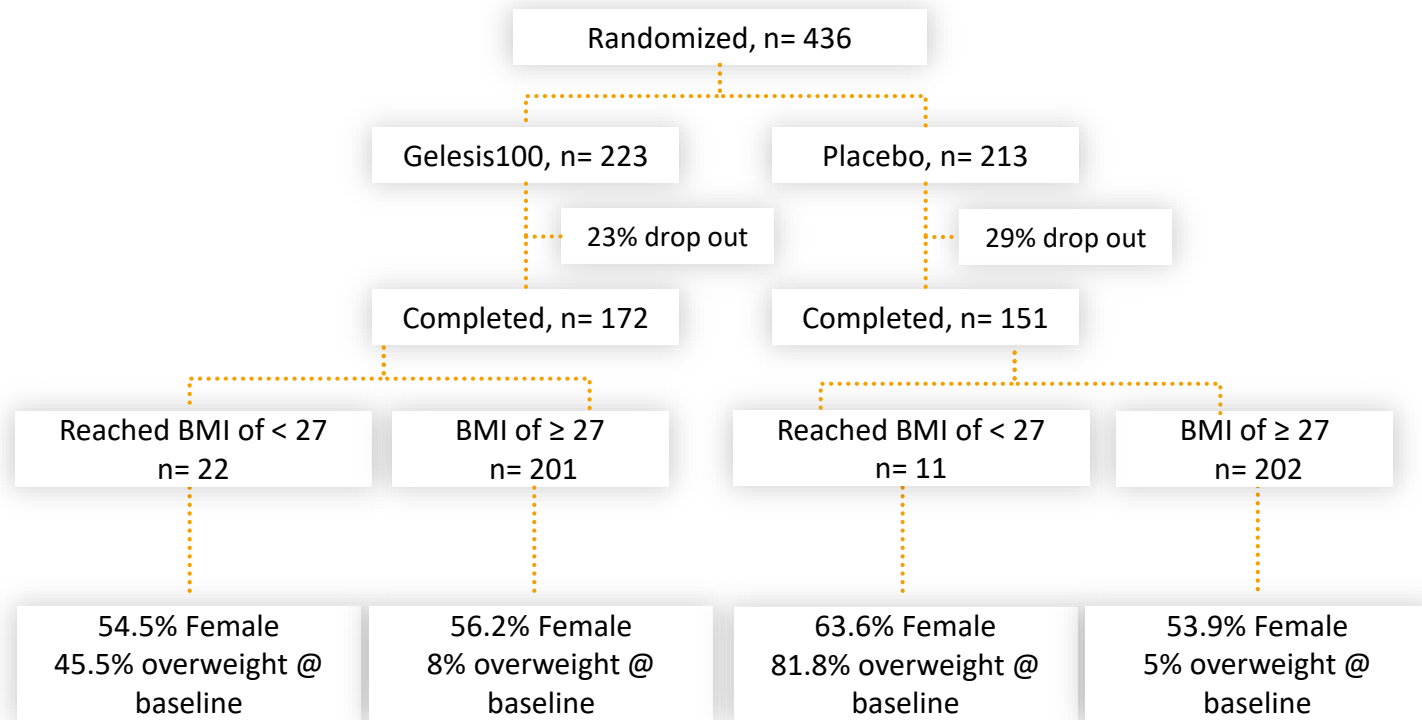 Randomized, n= 436
Gelesis100, n= 223
Placebo, n= 213
23% drop out
29% drop out
Completed, n= 172
Completed, n= 151
Reached BMI of < 27
n= 22
BMI of ≥ 27
n= 201
Reached BMI of < 27
n= 11
BMI of ≥ 27
n= 202
54.5% Female
45.5% overweight @
baseline
56.2% Female
8% overweight @
baseline
63.6% Female
81.8% overweight @
baseline
53.9% Female
5% overweight @
baseline